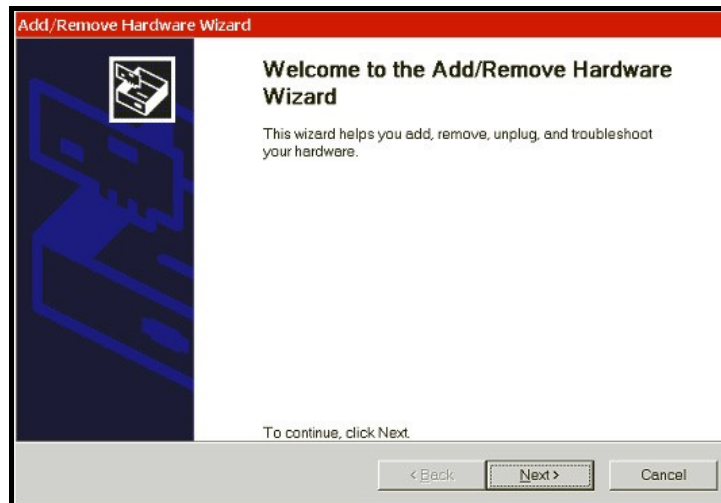 Add/Remove Hardware Wizard
Welcome to the Add/Remove Hardware
Wizard
This wizard helps you add, remove, unplug, and troubleshoot
your hardware.
To continue, click Next.
< Back Next > Cancel